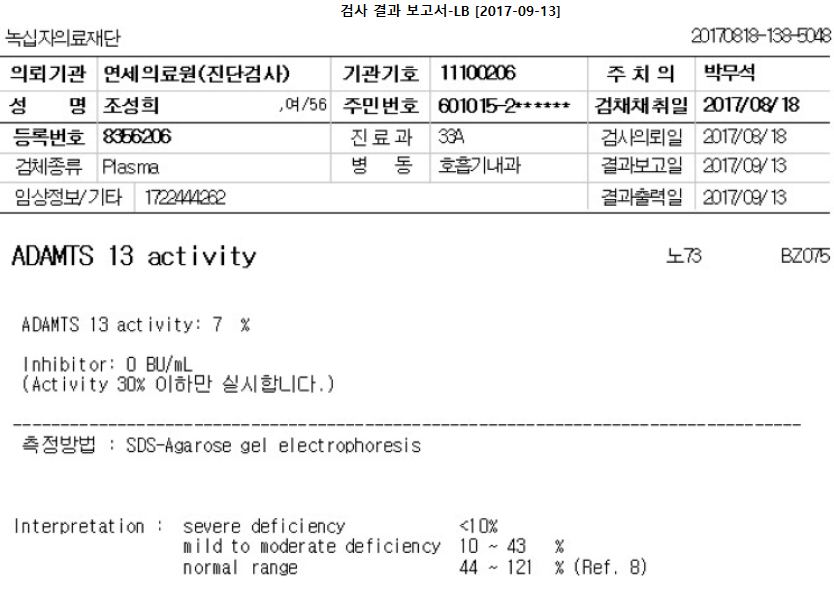 검사 결과 보고서-LB [2017-09-13]
녹십자의료재단 20170818-138-5048
의뢰기관 연세의료원(진단검사) 기관기호 11100206 주 치 의 박무석
성 명 조성희 ,여/56 주민번호 601015-2****** 검채채취일 2017/08/18
등록번호 8356206 진 료 과 33A 검사의뢰일 2017/08/18
검체종류 Plasma 병 동 호흡기내과 결과보고일 2017/09/13
임상정보/기타 1722444262 결과출력일 2017/09/13
ADAMTS 13 activity 노73 BZ075
ADAMTS 13 activity: 7 %
Inhibitor: 0 BU/mL
(Activity 30% 이하만 실시합니다.)
--------------------------------------------------------------------------------
측정방법 : SDS-Agarose gel electrophoresis
Interpretation : severe deficiency <10%
mild to moderate deficiency 10 ~ 43 %
normal range 44 ~ 121 % (Ref. 8)